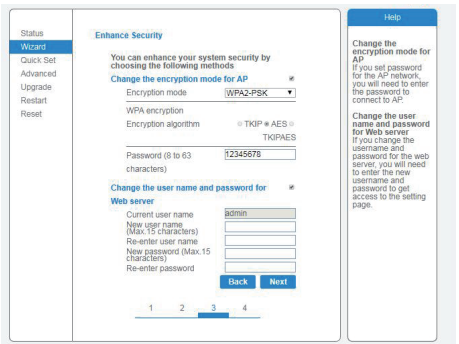 Status
Wizard
Quick Set
Advanced
Upgrade
Restart
Reset
Enhance Security
You can enhance your system security by
choosing the following methods
Change the encryption mode for AP
Encryption mode
WPA2-PSK
WPA encryption
Encryption algorithm
TKIP AES
TKIPAES
Password (8 to 63
characters)
12345678
Change the user name and password for
Web server
Current user name
admin
New user name
(Max.15 characters)
Re-enter user name
New password (Max.15
characters)
Re-enter password
Back Next
1 2 3 4
Help
Change the
encryption mode for
AP
If you set password
for the AP network,
you will need to enter
the password to
connect to AP.
Change the user
name and password
for Web server
If you change the
username and
password for the web
server, you will need
to enter the new
username and
password to get
access to the setting
page.